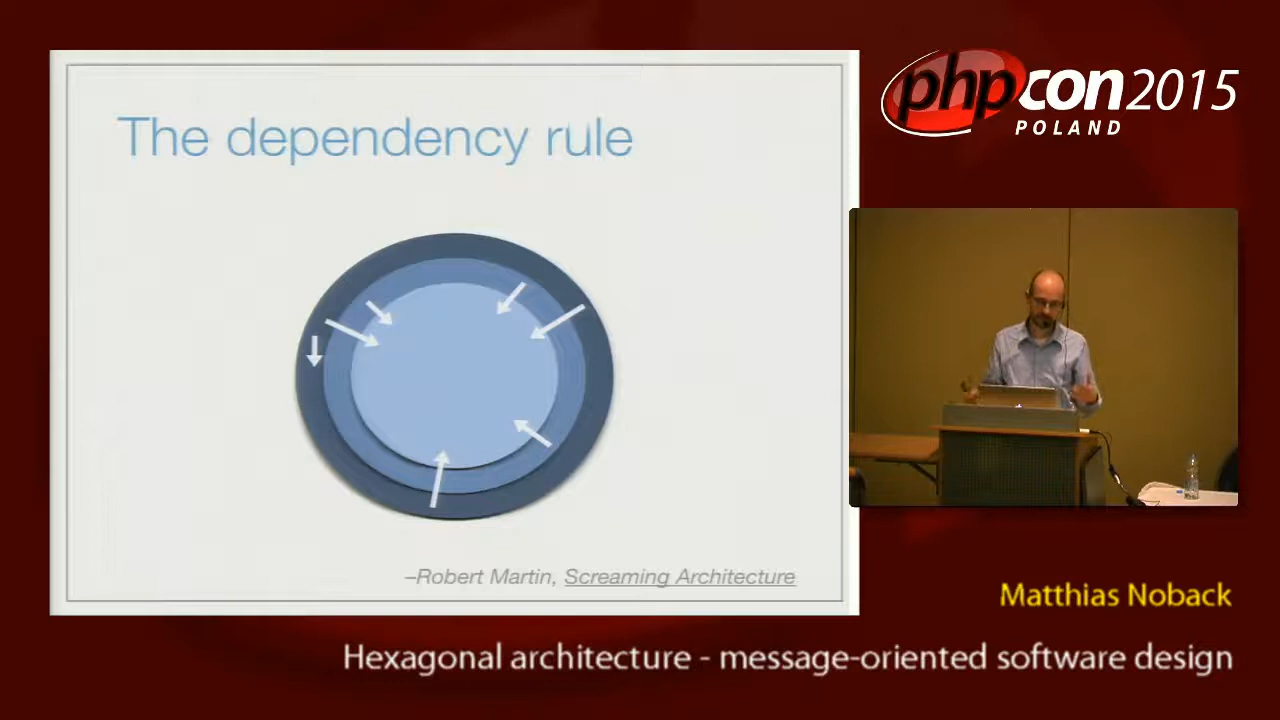 The dependency rule
–Robert Martin, Screaming Architecture
phpcon2015
POLAND
Matthias Noback
Hexagonal architecture - message-oriented software design